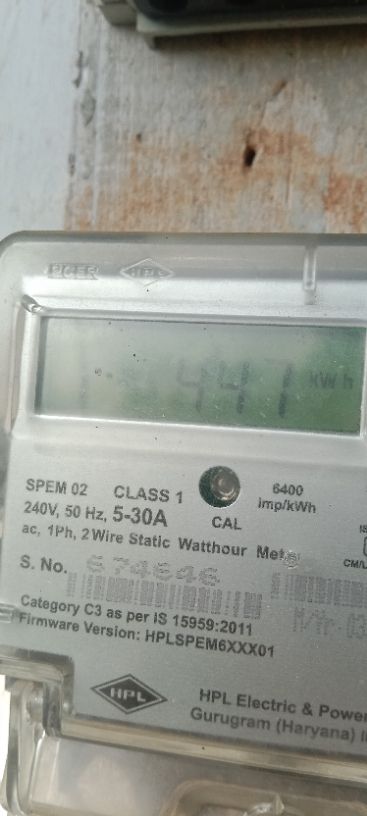 HPL
kWh
SPEM 02 CLASS 1
6400
imp/kWh
240V, 50 Hz, 5-30A
CAL
ac, 1Ph, 2Wire Static Watthour Meter
S. No. 674646
Category C3 as per IS 15959:2011
Firmware Version: HPLSPEM6XXX01
HPL
HPL Electric & Power
Gurugram (Haryana)